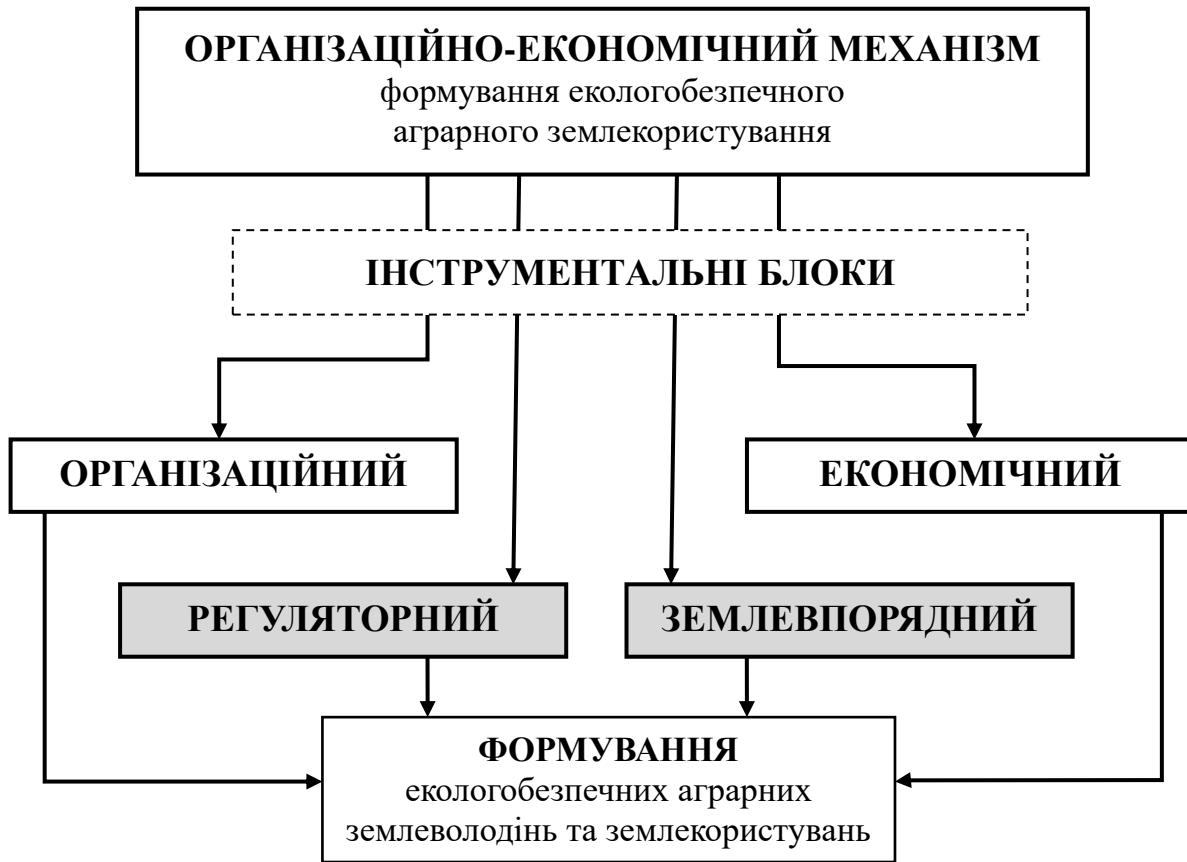 ОРГАНІЗАЦІЙНО-ЕКОНОМІЧНИЙ МЕХАНІЗМ
формування екологобезпечного
аграрного землекористування
ІНСТРУМЕНТАЛЬНІ БЛОКИ
ОРГАНІЗАЦІЙНИЙ
ЕКОНОМІЧНИЙ
РЕГУЛЯТОРНИЙ
ЗЕМЛЕВПОРЯДНИЙ
ФОРМУВАННЯ
екологобезпечних аграрних
землеволодінь та землекористувань